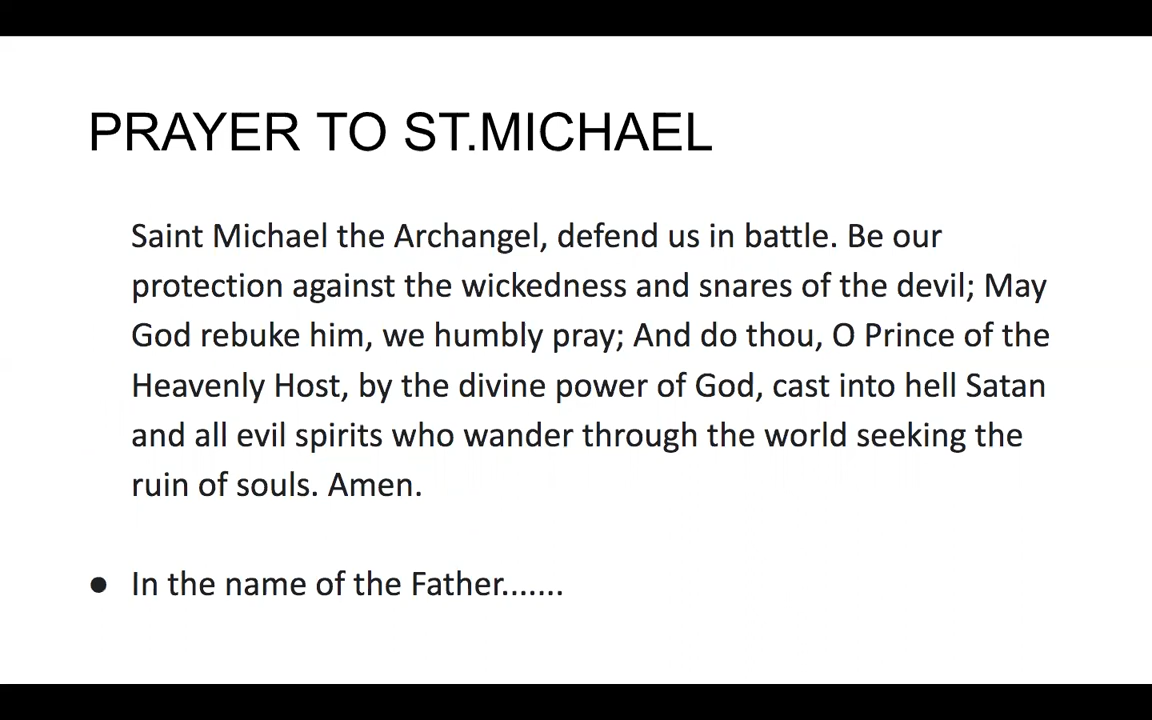 PRAYER TO ST.MICHAEL
Saint Michael the Archangel, defend us in battle. Be our
protection against the wickedness and snares of the devil; May
God rebuke him, we humbly pray; And do thou, O Prince of the
Heavenly Host, by the divine power of God, cast into hell Satan
and all evil spirits who wander through the world seeking the
ruin of souls. Amen.
● In the name of the Father.......